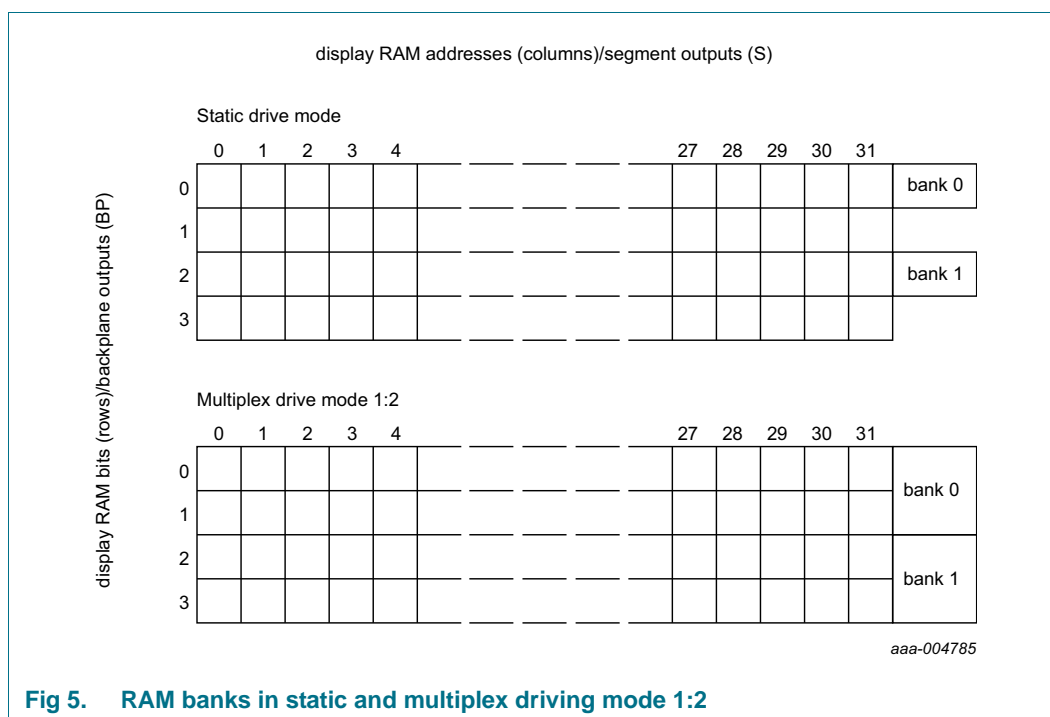 display RAM addresses (columns)/segment outputs (S)
display RAM bits (rows)/backplane outputs (BP)
Static drive mode
0 1 2 3 4 27 28 29 30 31
0 bank 0
1
2 bank 1
3
Multiplex drive mode 1:2
0 1 2 3 4 27 28 29 30 31
0
bank 0
1
2
bank 1
3
aaa-004785
Fig 5. RAM banks in static and multiplex driving mode 1:2